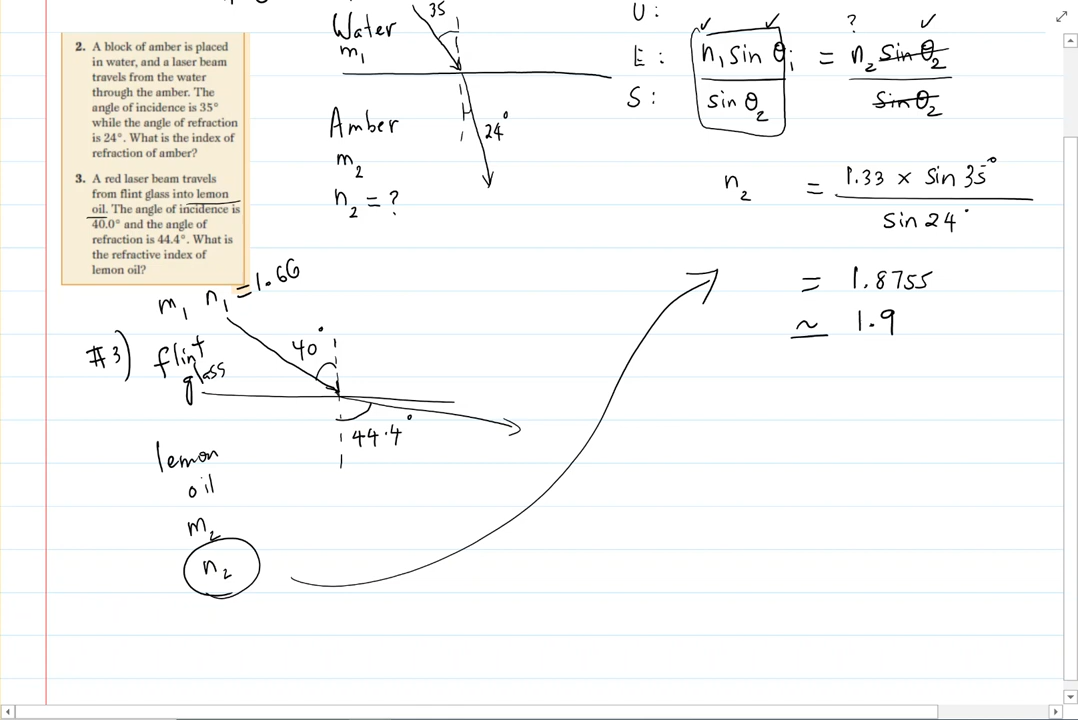 2. A block of amber is placed
in water, and a laser beam
travels from the water
through the amber. The
angle of incidence is 35°
while the angle of refraction
is 24°. What is the index of
refraction of amber?
3. A red laser beam travels
from flint glass into lemon
oil. The angle of incidence is
40.0° and the angle of
refraction is 44.4°. What is
the refractive index of
lemon oil?
Water
m₁
35
Amber
m₂
n₂ = ?
24°
U:
E: n₁ sin θᵢ / sin θ₂ = n₂ sin θ₂ / sin θ₂
?
S:
n₂ = 1.33 × sin 35° / sin 24°
= 1.8755
≈ 1.9
m₁ n₁ = 1.66
#3) flint
glass
40°
44.4°
lemon
oil
m₂
n₂